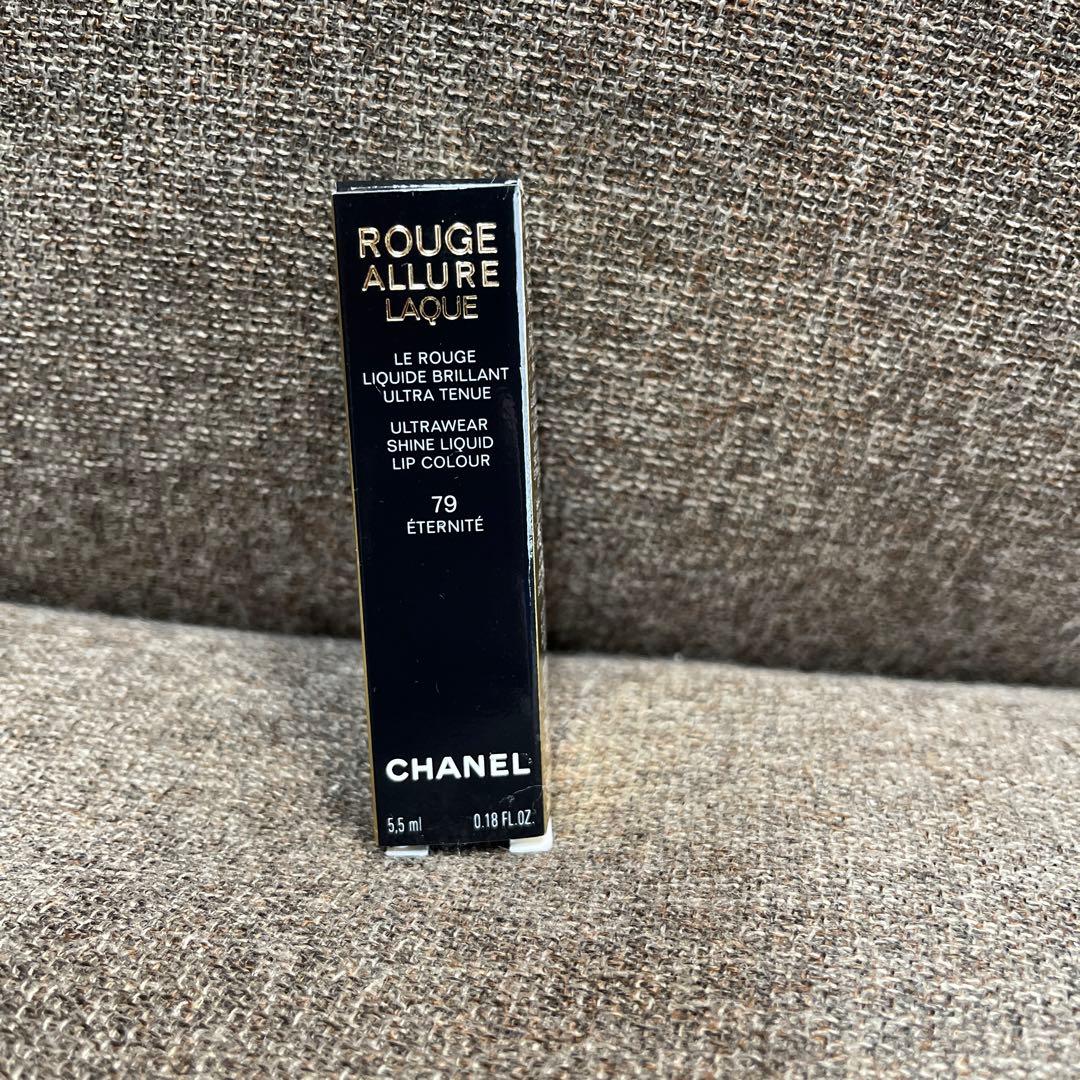 ROUGE
ALLURE
LAQUE
LE ROUGE
LIQUIDE BRILLANT
ULTRA TENUE
ULTRAWEAR
SHINE LIQUID
LIP COLOUR
79
ÉTERNITÉ
CHANEL
5,5 ml 0.18 FL.OZ.